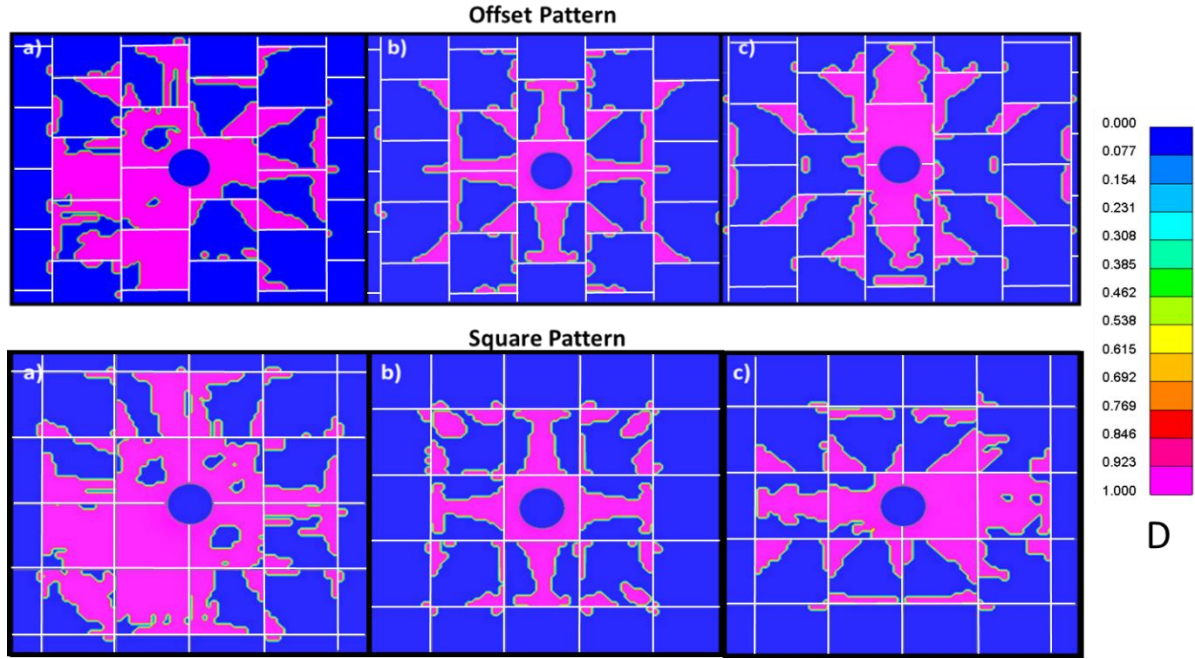 Offset Pattern
a)
b)
c)
Square Pattern
a)
b)
c)
0.000
0.077
0.154
0.231
0.308
0.385
0.462
0.538
0.615
0.692
0.769
0.846
0.923
1.000
D